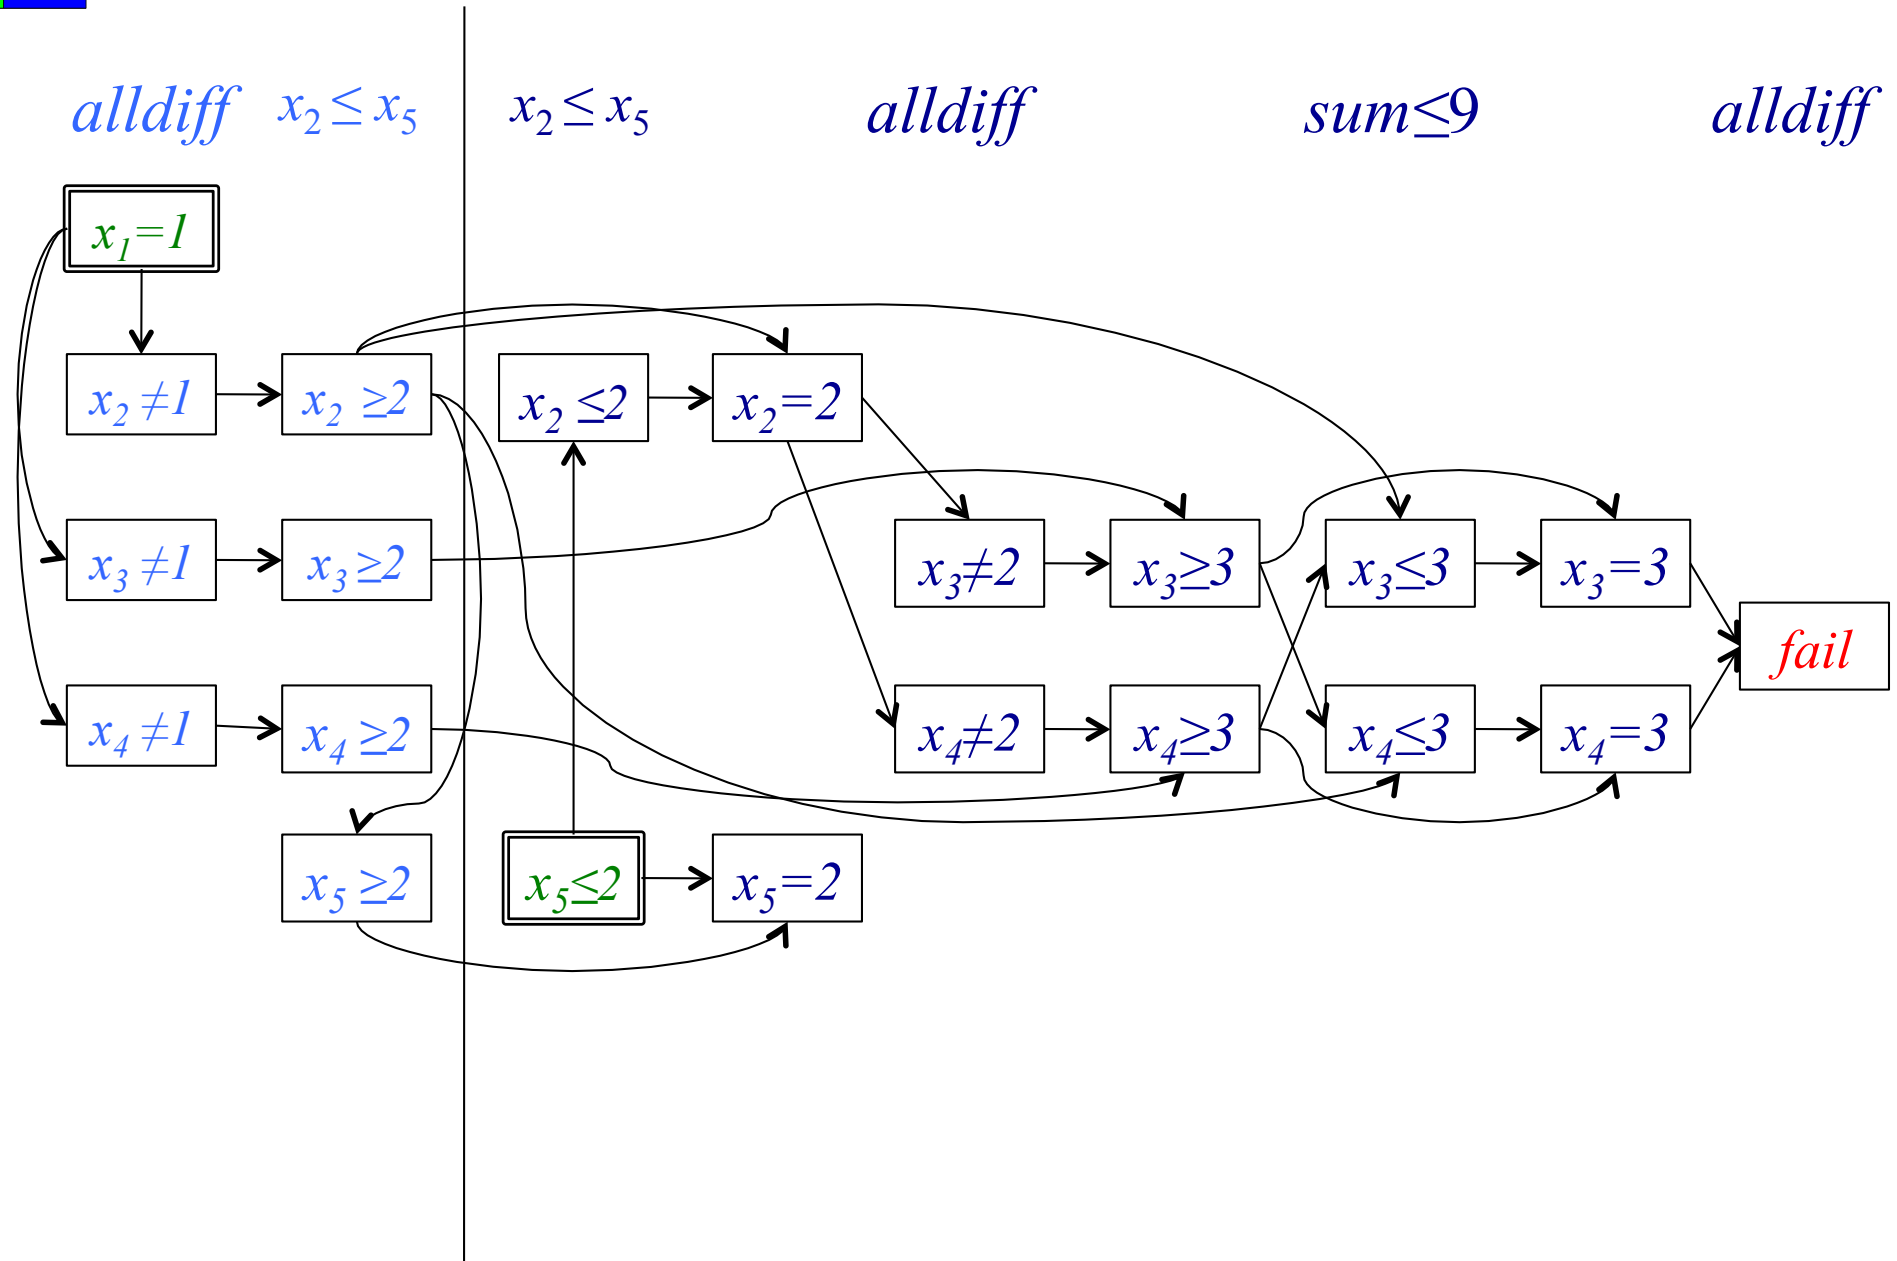 alldiff x₂ ≤ x₅ x₂ ≤ x₅ alldiff sum≤9 alldiff
x₁=1
x₂ ≠1 x₂ ≥2 x₂ ≤2 x₂=2
x₃ ≠1 x₃ ≥2 x₃≠2 x₃≥3 x₃≤3 x₃=3
fail
x₄ ≠1 x₄ ≥2 x₄≠2 x₄≥3 x₄≤3 x₄=3
x₅ ≥2 x₅≤2 x₅=2